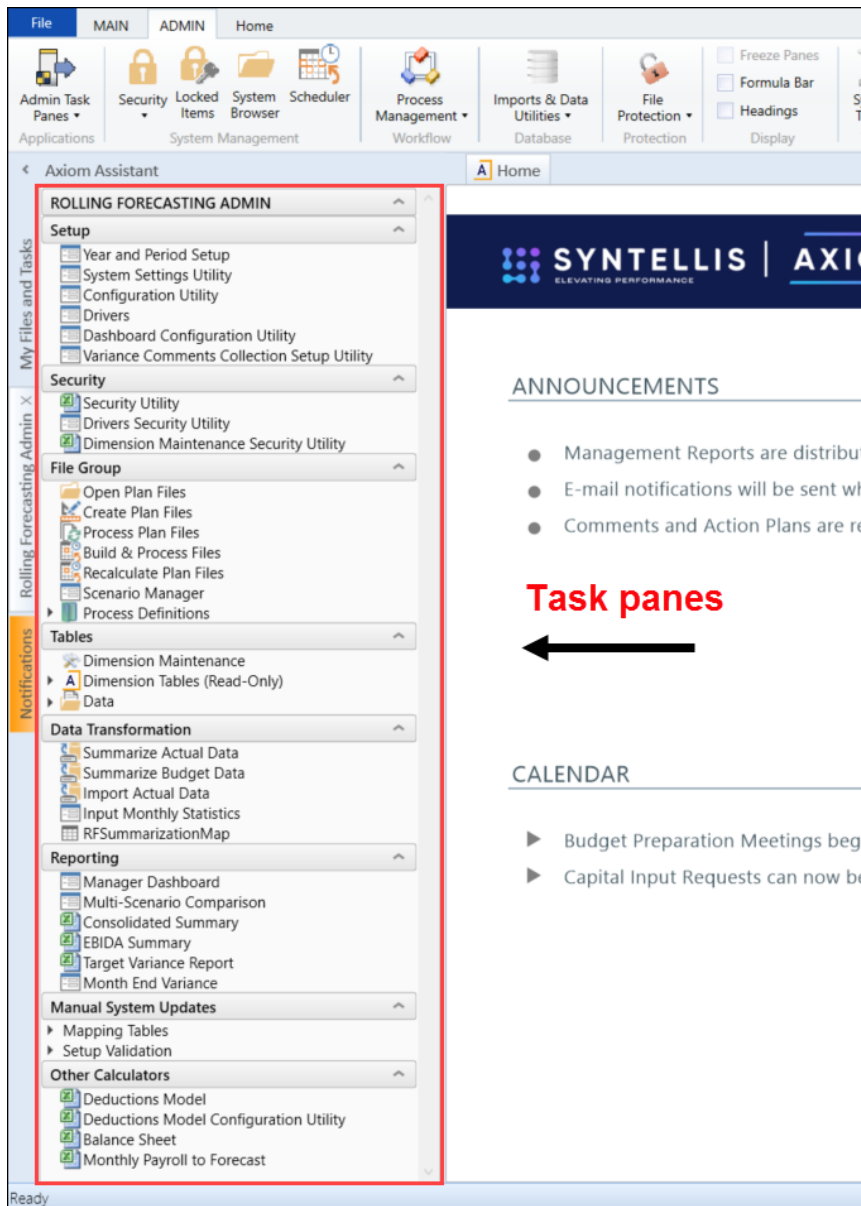 File MAIN ADMIN Home
Admin Task Panes
Security
Locked Items
System Browser
Scheduler
Process Management
Imports & Data Utilities
File Protection
Freeze Panes
Formula Bar
Headings
Applications System Management Workflow Database Protection Display
Axiom Assistant
A Home
My Files and Tasks
Rolling Forecasting Admin
Notifications
ROLLING FORECASTING ADMIN
Setup
Year and Period Setup
System Settings Utility
Configuration Utility
Drivers
Dashboard Configuration Utility
Variance Comments Collection Setup Utility
Security
Security Utility
Drivers Security Utility
Dimension Maintenance Security Utility
File Group
Open Plan Files
Create Plan Files
Process Plan Files
Build & Process Files
Recalculate Plan Files
Scenario Manager
Process Definitions
Tables
Dimension Maintenance
A Dimension Tables (Read-Only)
Data
Data Transformation
Summarize Actual Data
Summarize Budget Data
Import Actual Data
Input Monthly Statistics
RFSummarizationMap
Reporting
Manager Dashboard
Multi-Scenario Comparison
Consolidated Summary
EBIDA Summary
Target Variance Report
Month End Variance
Manual System Updates
Mapping Tables
Setup Validation
Other Calculators
Deductions Model
Deductions Model Configuration Utility
Balance Sheet
Monthly Payroll to Forecast
SYNTELLIS | AXIO
ELEVATING PERFORMANCE
ANNOUNCEMENTS
Management Reports are distribut
E-mail notifications will be sent wh
Comments and Action Plans are re
Task panes
CALENDAR
Budget Preparation Meetings beg
Capital Input Requests can now be
Ready